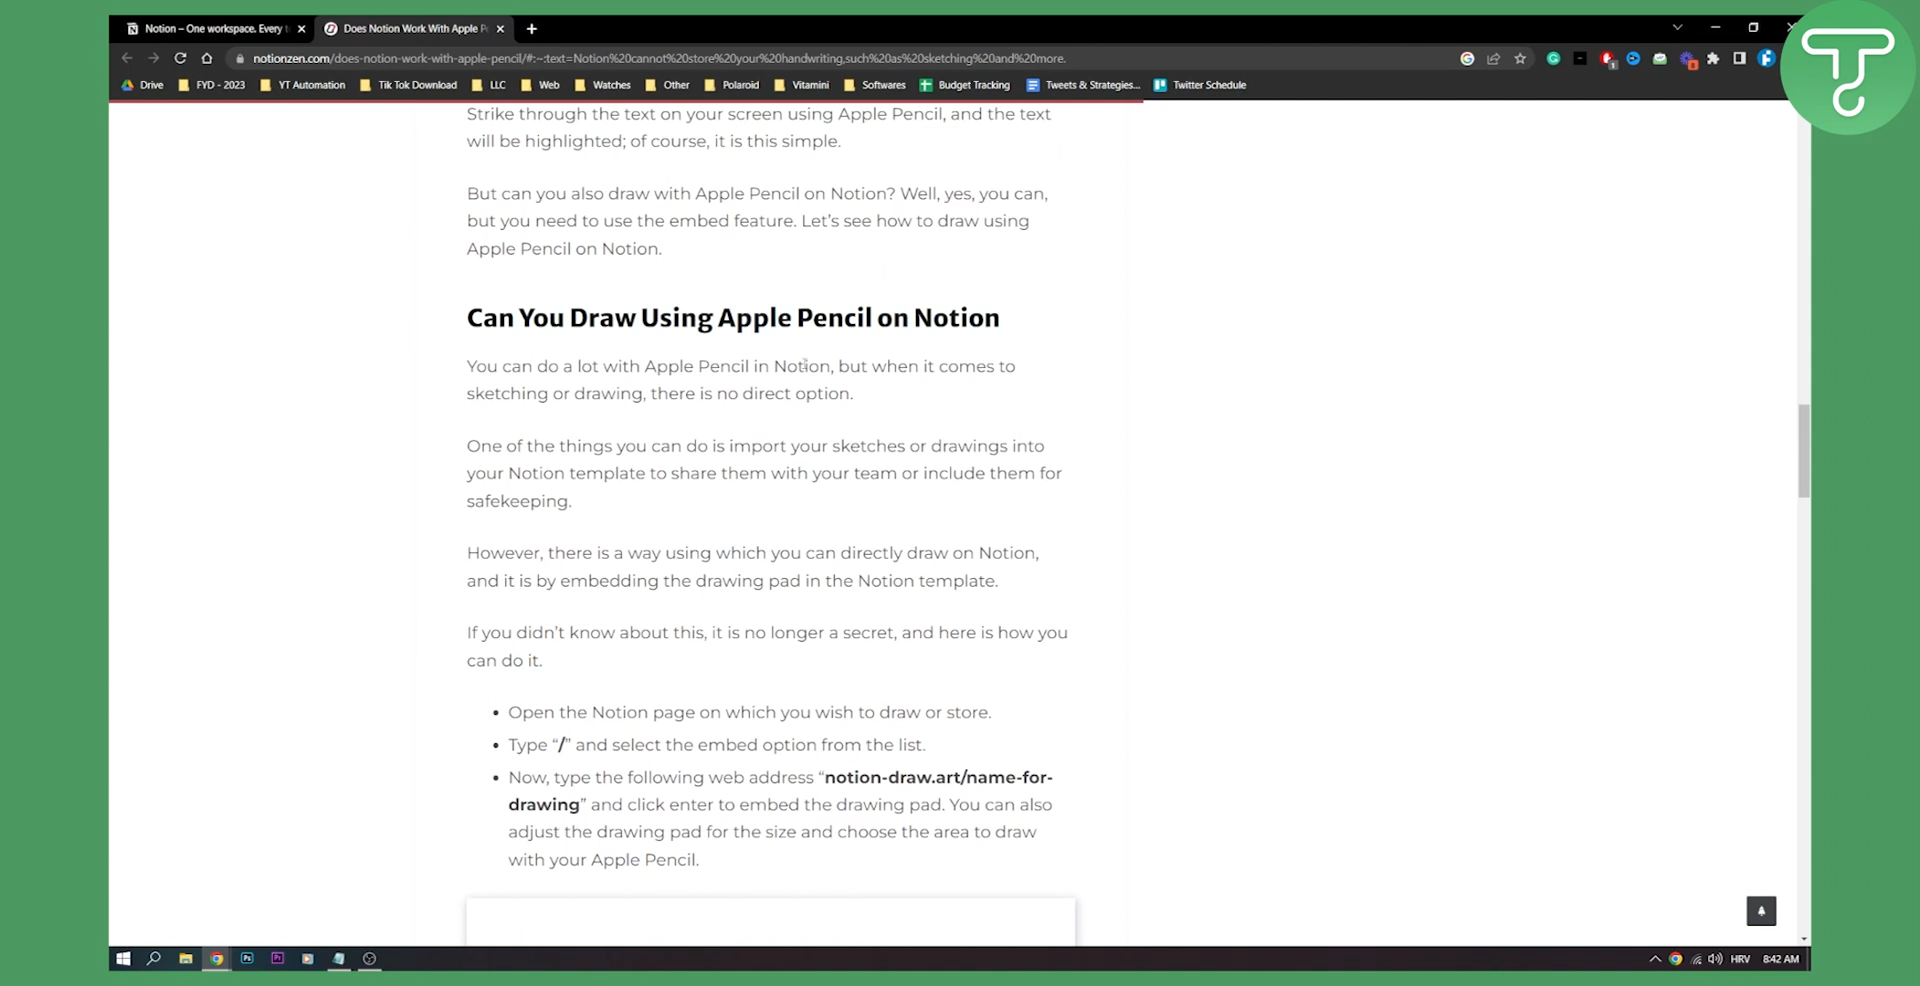 Notion – One workspace. Every t
Does Notion Work With Apple P
notionzen.com/does-notion-work-with-apple-pencil/#:~:text=Notion%20cannot%20store%20your%20handwriting,such%20as%20sketching%20and%20more.
Drive FYD - 2023 YT Automation Tik Tok Download LLC Web Watches Other Polaroid Vitamini Softwares Budget Tracking Tweets & Strategies... Twitter Schedule
Strike through the text on your screen using Apple Pencil, and the text
will be highlighted; of course, it is this simple.
But can you also draw with Apple Pencil on Notion? Well, yes, you can,
but you need to use the embed feature. Let’s see how to draw using
Apple Pencil on Notion.
Can You Draw Using Apple Pencil on Notion
You can do a lot with Apple Pencil in Notion, but when it comes to
sketching or drawing, there is no direct option.
One of the things you can do is import your sketches or drawings into
your Notion template to share them with your team or include them for
safekeeping.
However, there is a way using which you can directly draw on Notion,
and it is by embedding the drawing pad in the Notion template.
If you didn’t know about this, it is no longer a secret, and here is how you
can do it.
• Open the Notion page on which you wish to draw or store.
• Type “/” and select the embed option from the list.
• Now, type the following web address “notion-draw.art/name-for-
drawing” and click enter to embed the drawing pad. You can also
adjust the drawing pad for the size and choose the area to draw
with your Apple Pencil.
HRV 8:42 AM